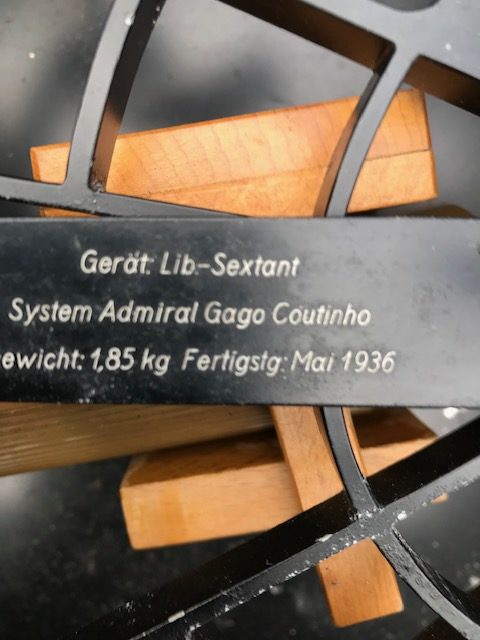 Gerät: Lib-Sextant
System Admiral Gago Coutinho
ewicht: 1,85 kg Fertigstg: Mai 1936